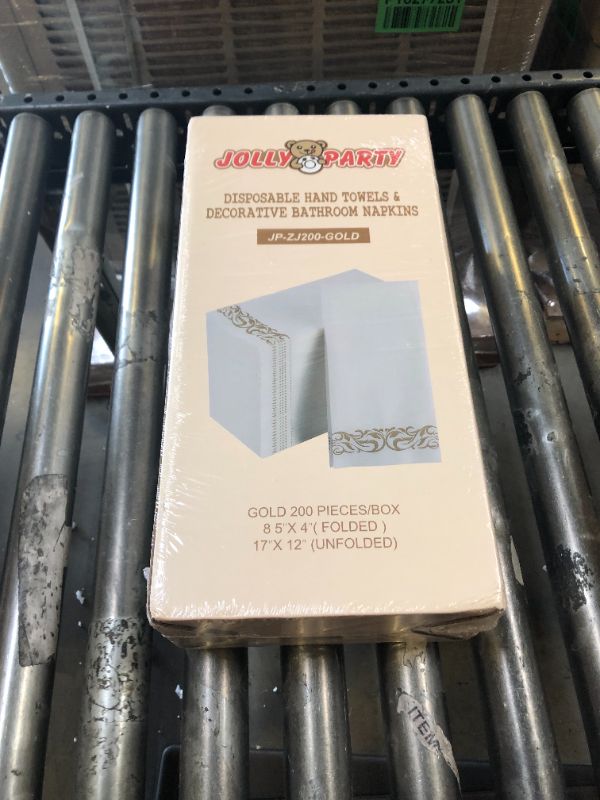 JOLLY PARTY
DISPOSABLE HAND TOWELS &
DECORATIVE BATHROOM NAPKINS
JP-ZJ200-GOLD
GOLD 200 PIECES/BOX
8 5"X 4"( FOLDED )
17"X 12" (UNFOLDED)
ITEM